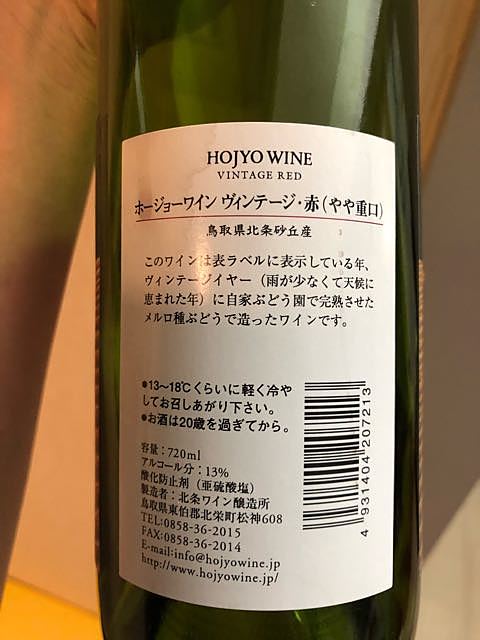 HOJYO WINE
VINTAGE RED
ホージョーワイン ヴィンテージ・赤(やや重口)
鳥取県北条砂丘産
このワインは表ラベルに表示している年、
ヴィンテージイヤー(雨が少なくて天候に
恵まれた年)に自家ぶどう園で完熟させた
メルロ種ぶどうで造ったワインです。
●13~18℃くらいに軽く冷や
してお召しあがり下さい。
●お酒は20歳を過ぎてから。
容量:720ml
アルコール分:13%
酸化防止剤(亜硫酸塩)
製造者:北条ワイン醸造所
鳥取県東伯郡北栄町松神608
TEL:0858-36-2015
FAX:0858-36-2014
E-mail:info@hojyowine.jp
http://www.hojyowine.jp/
4 931404 207213